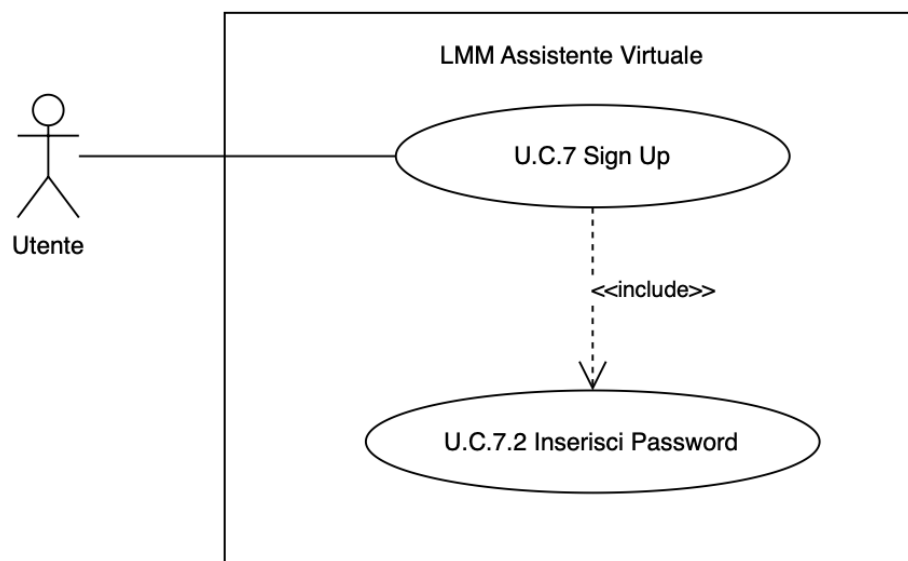 LMM Assistente Virtuale
U.C.7 Sign Up
Utente
<<include>>
U.C.7.2 Inserisci Password